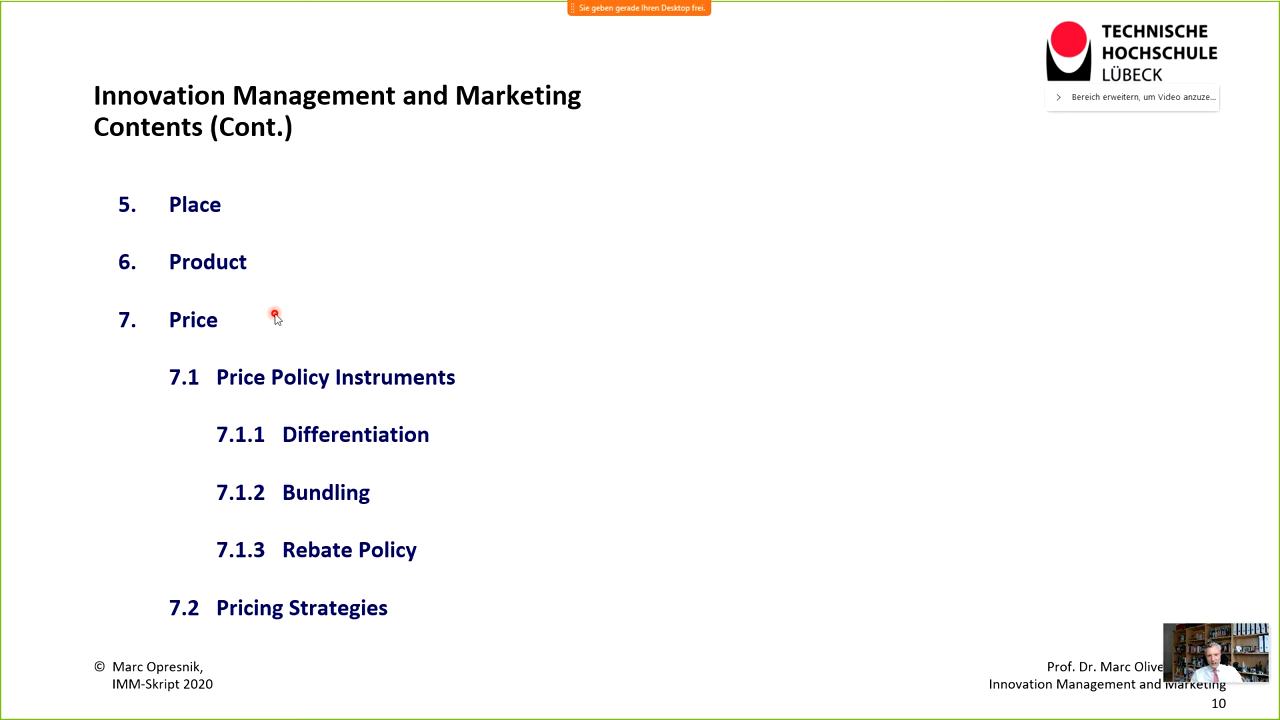 Sie geben gerade Ihren Desktop frei.
TECHNISCHE
HOCHSCHULE
LÜBECK
Bereich erweitern, um Video anzuze...
Innovation Management and Marketing
Contents (Cont.)
5. Place
6. Product
7. Price
7.1 Price Policy Instruments
7.1.1 Differentiation
7.1.2 Bundling
7.1.3 Rebate Policy
7.2 Pricing Strategies
© Marc Opresnik,
IMM-Skript 2020
Prof. Dr. Marc Olive
Innovation Management and Marketing
10